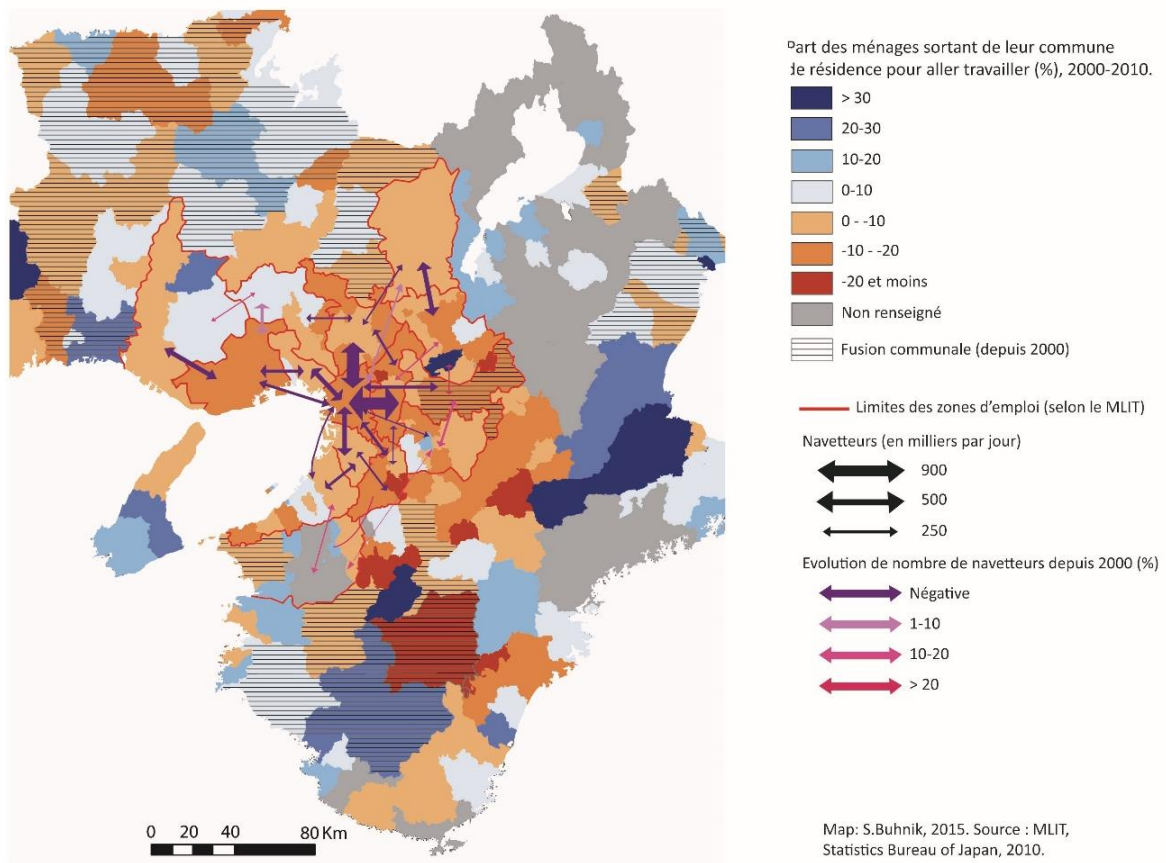 Part des ménages sortant de leur commune
de résidence pour aller travailler (%), 2000-2010.
> 30
20-30
10-20
0-10
0 - -10
-10 - -20
-20 et moins
Non renseigné
Fusion communale (depuis 2000)
Limites des zones d'emploi (selon le MLIT)
Navetteurs (en milliers par jour)
900
500
250
Evolution de nombre de navetteurs depuis 2000 (%)
Négative
1-10
10-20
> 20
0 20 40 80 Km
Map: S.Buhnik, 2015. Source : MLIT,
Statistics Bureau of Japan, 2010.